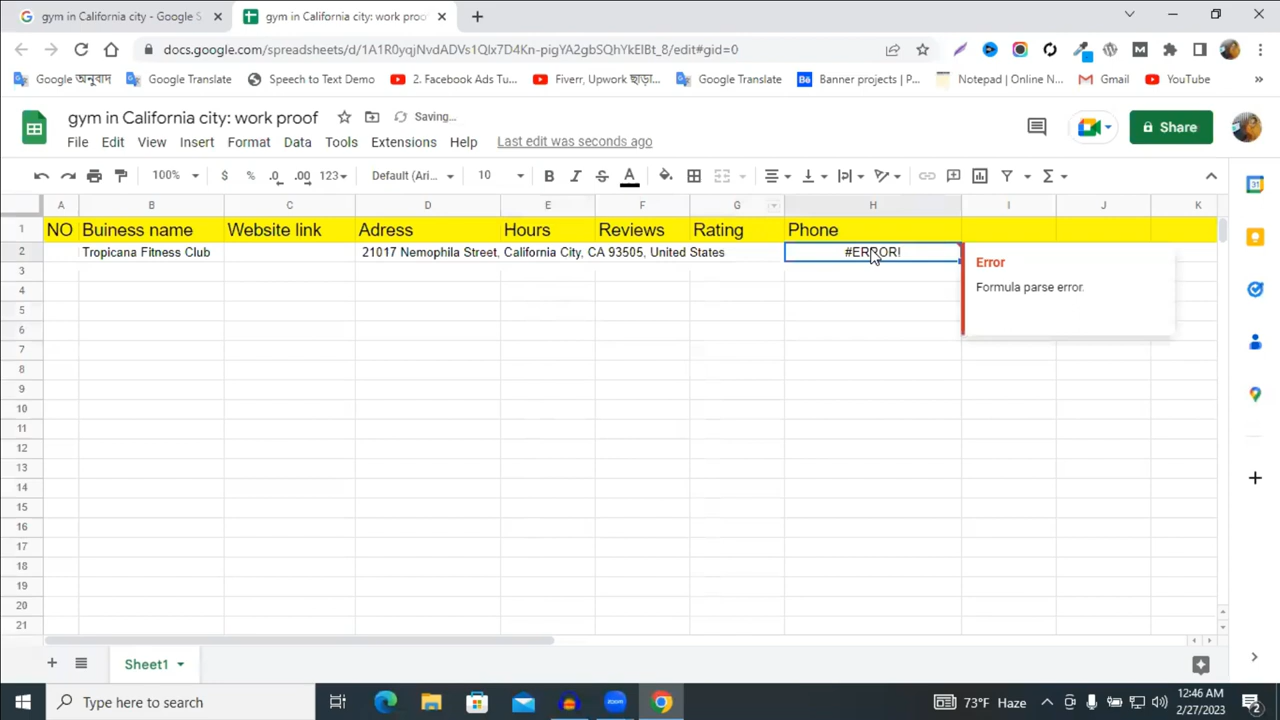 gym in California city - Google S
gym in California city: work proof
docs.google.com/spreadsheets/d/1A1R0yqjNvdADVs1Qlx7D4Kn-pigYA2gbSQhYkElBt_8/edit#gid=0
Google অনুবাদ
Google Translate
Speech to Text Demo
2. Facebook Ads Tu...
Fiverr, Upwork ছাড়া...
Google Translate
Banner projects | P...
Notepad | Online N...
Gmail
YouTube
»
gym in California city: work proof
Saving...
File Edit View Insert Format Data Tools Extensions Help Last edit was seconds ago
Share
100% $ % .0 .00 123 Default (Ari... 10 B I S A Σ
A B C D E F G H I J K
1 NO Buiness name Website link Adress Hours Reviews Rating Phone
2 Tropicana Fitness Club 21017 Nemophila Street, California City, CA 93505, United States #ERROR!
Error
Formula parse error.
3
4
5
6
7
8
9
10
11
12
13
14
15
16
17
18
19
20
21
Sheet1
Type here to search
zoom
73°F Haze
12:46 AM
2/27/2023
2